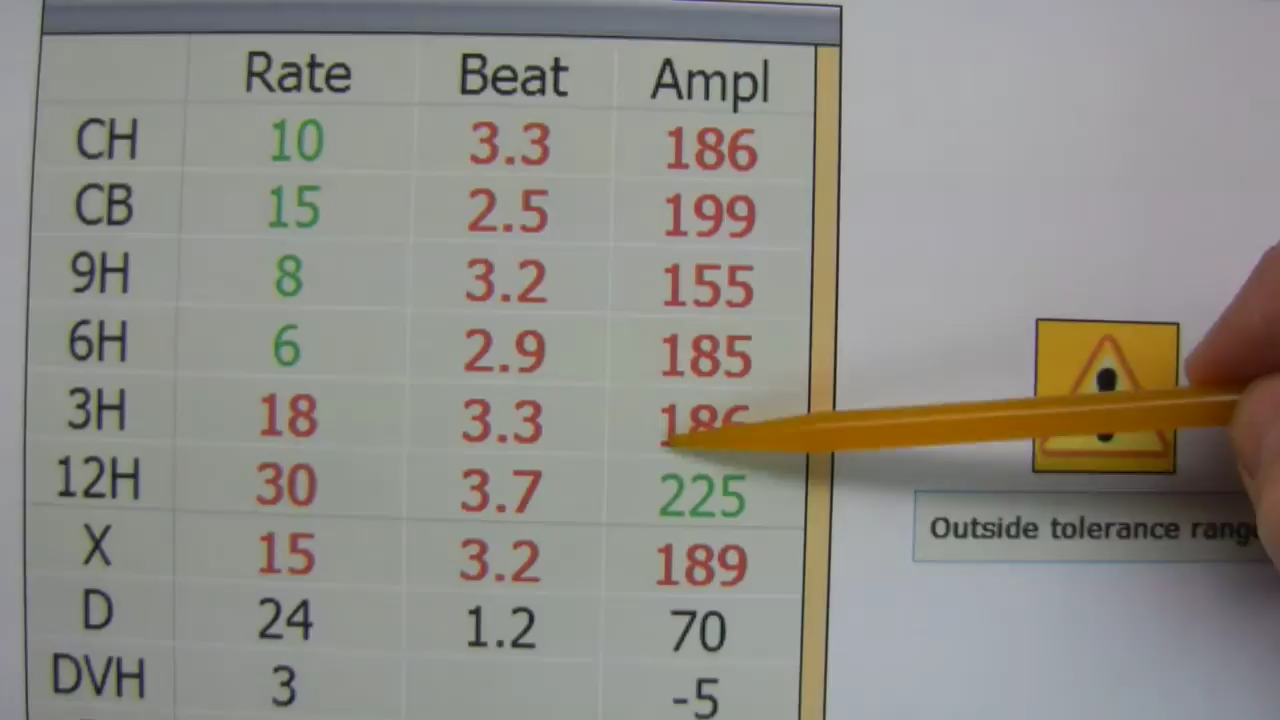 Rate Beat Ampl
CH 10 3.3 186
CB 15 2.5 199
9H 8 3.2 155
6H 6 2.9 185
3H 18 3.3 186
12H 30 3.7 225
X 15 3.2 189
D 24 1.2 70
DVH 3 -5
Outside tolerance range